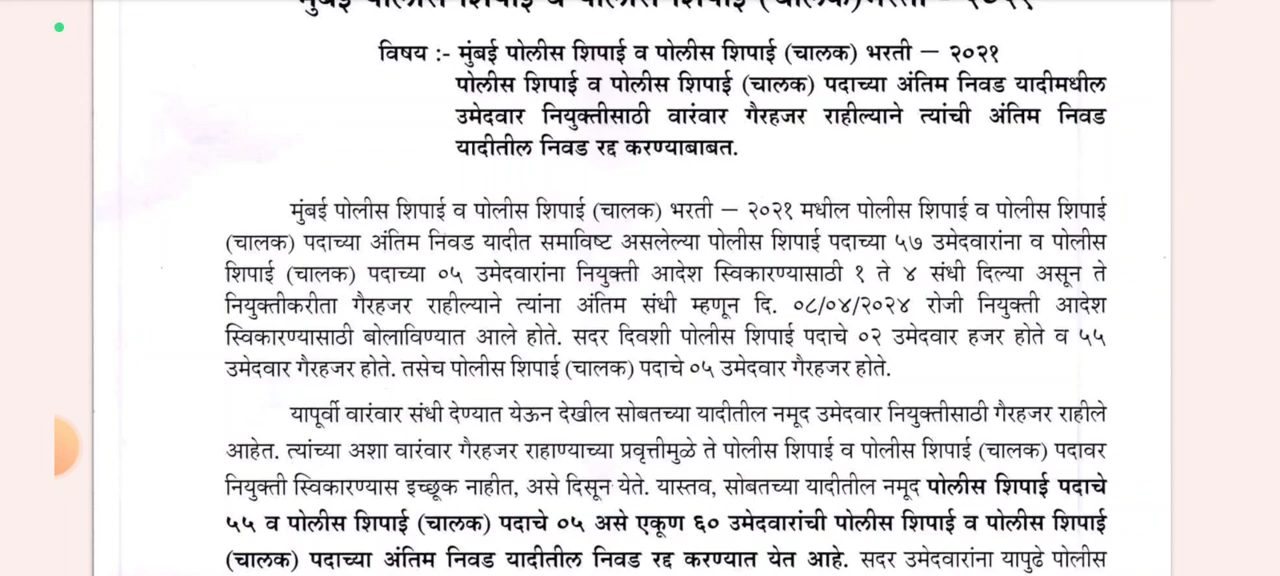 मुंबई पोलीस शिपाई व पोलीस शिपाई (चालक)भरती – २०२१
विषय :- मुंबई पोलीस शिपाई व पोलीस शिपाई (चालक) भरती – २०२१
पोलीस शिपाई व पोलीस शिपाई (चालक) पदाच्या अंतिम निवड यादीमधील
उमेदवार नियुक्तीसाठी वारंवार गैरहजर राहील्याने त्यांची अंतिम निवड
यादीतील निवड रद्द करण्याबाबत.
मुंबई पोलीस शिपाई व पोलीस शिपाई (चालक) भरती – २०२१ मधील पोलीस शिपाई व पोलीस शिपाई
(चालक) पदाच्या अंतिम निवड यादीत समाविष्ट असलेल्या पोलीस शिपाई पदाच्या ५७ उमेदवारांना व पोलीस
शिपाई (चालक) पदाच्या ०५ उमेदवारांना नियुक्ती आदेश स्विकारण्यासाठी १ ते ४ संधी दिल्या असून ते
नियुक्तीकरीता गैरहजर राहील्याने त्यांना अंतिम संधी म्हणून दि. ०८/०४/२०२४ रोजी नियुक्ती आदेश
स्विकारण्यासाठी बोलाविण्यात आले होते. सदर दिवशी पोलीस शिपाई पदाचे ०२ उमेदवार हजर होते व ५५
उमेदवार गैरहजर होते. तसेच पोलीस शिपाई (चालक) पदाचे ०५ उमेदवार गैरहजर होते.
यापूर्वी वारंवार संधी देण्यात येऊन देखील सोबतच्या यादीतील नमूद उमेदवार नियुक्तीसाठी गैरहजर राहीले
आहेत. त्यांच्या अशा वारंवार गैरहजर राहाण्याच्या प्रवृत्तीमुळे ते पोलीस शिपाई व पोलीस शिपाई (चालक) पदावर
नियुक्ती स्विकारण्यास इच्छूक नाहीत, असे दिसून येते. यास्तव, सोबतच्या यादीतील नमूद पोलीस शिपाई पदाचे
५५ व पोलीस शिपाई (चालक) पदाचे ०५ असे एकूण ६० उमेदवारांची पोलीस शिपाई व पोलीस शिपाई
(चालक) पदाच्या अंतिम निवड यादीतील निवड रद्द करण्यात येत आहे. सदर उमेदवारांना यापुढे पोलीस